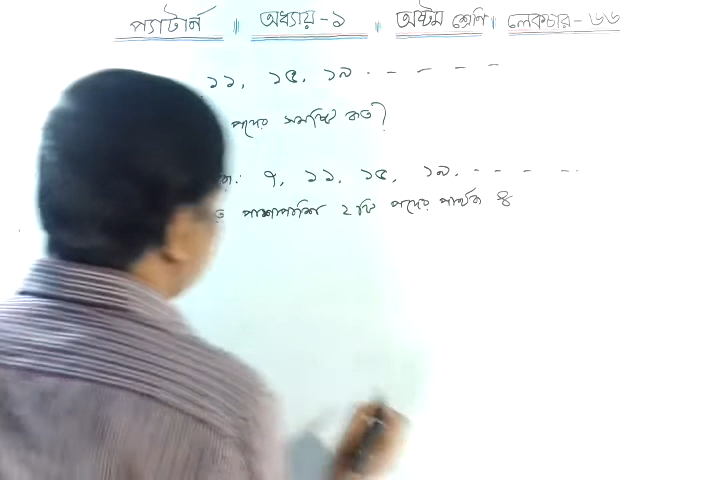 প্যাটার্ন | অধ্যায় - ১ | অষ্টম শ্রেণি | লেকচার - ৬৬
১১, ১৫, ১৯ - - - -
পদের সমষ্টি কত?
৭, ১১, ১৫, ১৯. - - - -
পাশাপাশি ২টি পদের পার্থক্য ৪